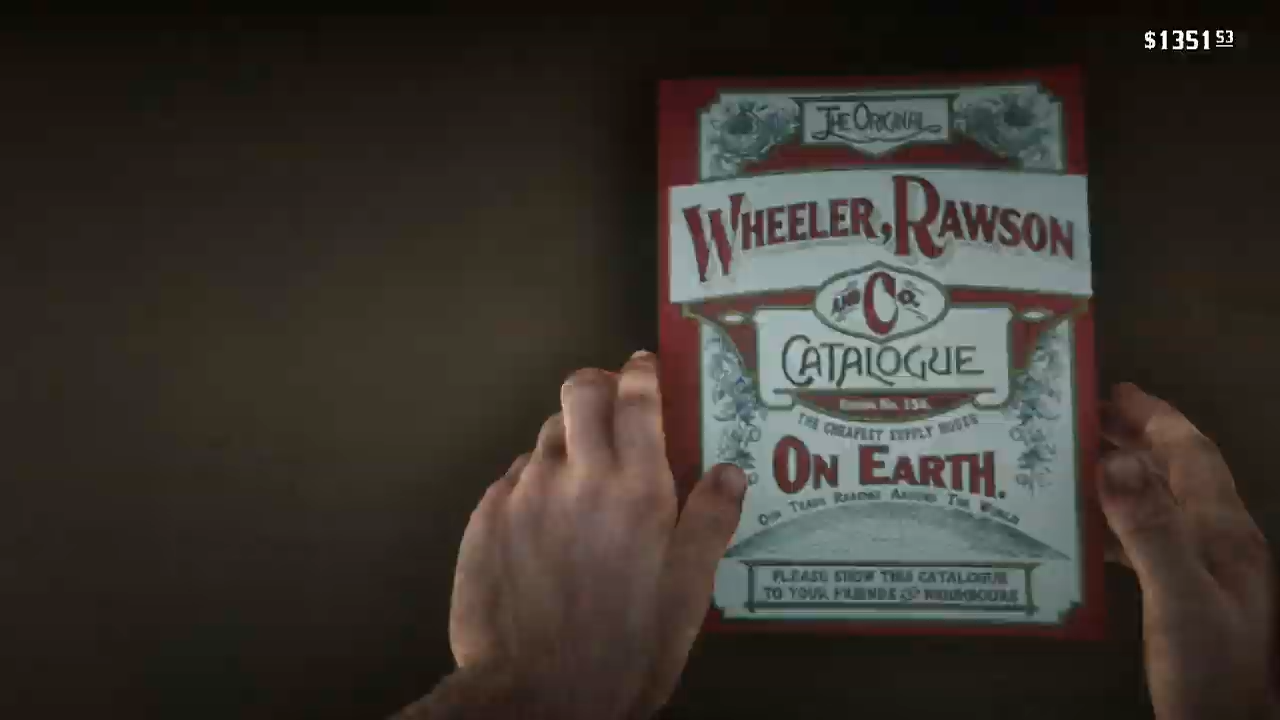 $1351 53
THE ORIGINAL
WHEELER, RAWSON
AND CO.
CATALOGUE
THE CHEAPEST SUPPLY HOUSE
ON EARTH.
OUR TRADE REACHES AROUND THE WORLD
PLEASE SHOW THIS CATALOGUE
TO YOUR FRIENDS & NEIGHBOURS